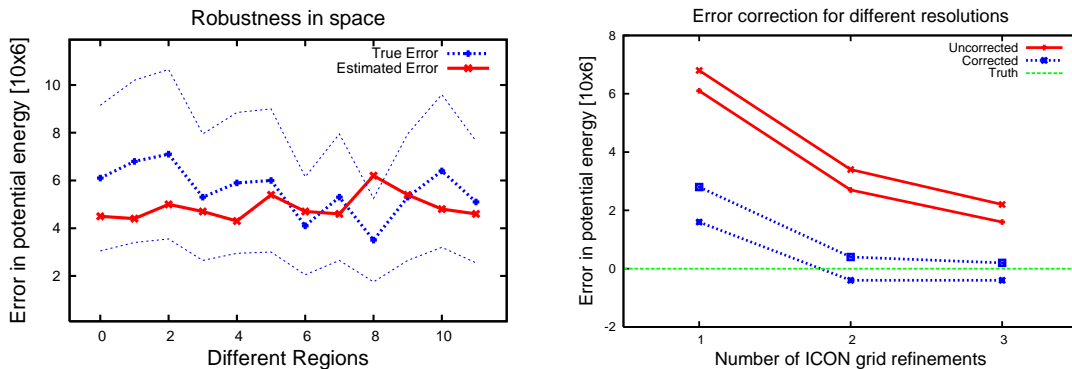 Robustness in space
True Error
Estimated Error
Error in potential energy [10x6]
10
8
6
4
2
0 2 4 6 8 10
Different Regions
Error correction for different resolutions
Uncorrected
Corrected
Truth
Error in potential energy [10x6]
8
6
4
2
0
-2
1 2 3
Number of ICON grid refinements